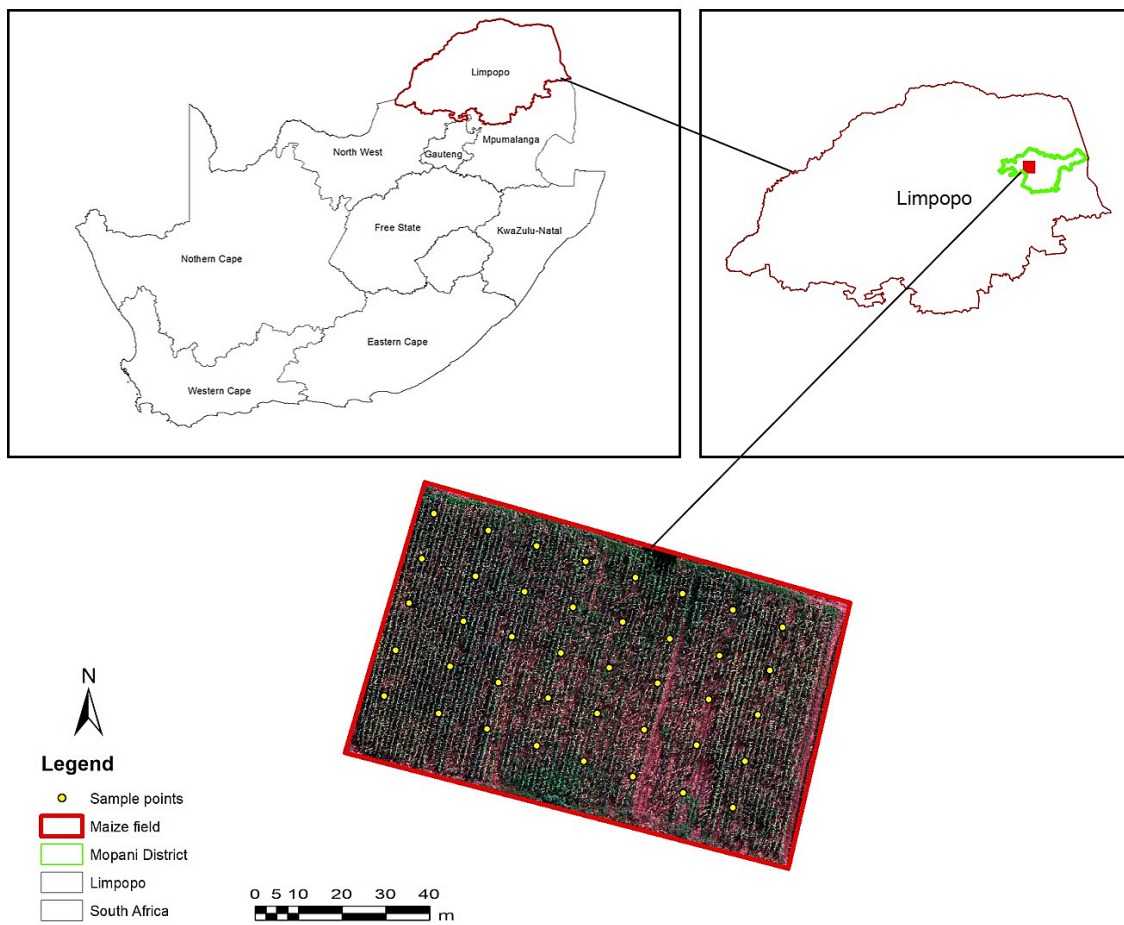 Limpopo
North West
Gauteng
Mpumalanga
Free State
KwaZulu-Natal
Nothern Cape
Eastern Cape
Western Cape
Limpopo
N
Legend
Sample points
Maize field
Mopani District
Limpopo
South Africa
0 5 10 20 30 40
m